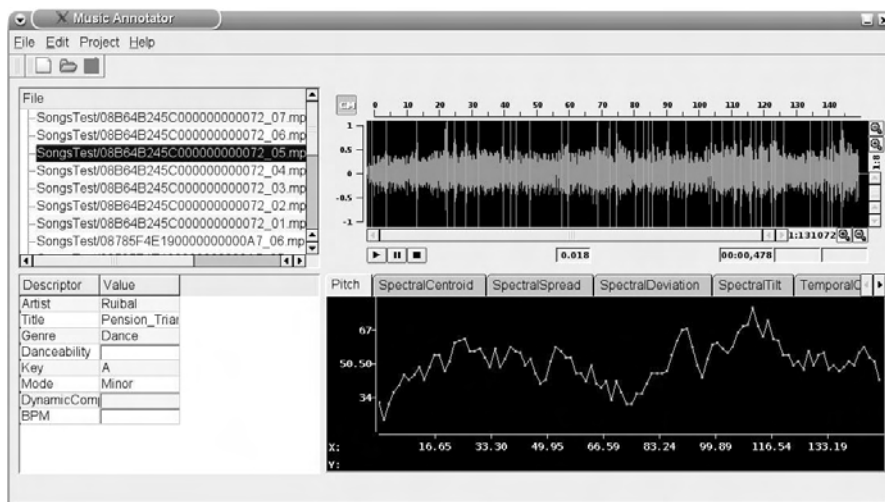 Music Annotator
File Edit Project Help
File
SongsTest/08B64B245C000000000072_07.mp
SongsTest/08B64B245C000000000072_06.mp
SongsTest/08B64B245C000000000072_05.mp
SongsTest/08B64B245C000000000072_04.mp
SongsTest/08B64B245C000000000072_03.mp
SongsTest/08B64B245C000000000072_02.mp
SongsTest/08B64B245C000000000072_01.mp
SongsTest/08785F4E190000000000A7_06.mp
0 10 20 30 40 50 60 70 80 90 100 110 120 130 140
1
0.5
0
-0.5
-1
1:8
1:131072
0.018 00:00,478
Descriptor Value
Artist Ruibal
Title Pension_Trian
Genre Dance
Danceability
Key A
Mode Minor
DynamicComp
BPM
Pitch SpectralCentroid SpectralSpread SpectralDeviation SpectralTilt TemporalC
67
50.50
34
X: 16.65 33.30 49.95 66.59 83.24 99.89 116.54 133.19
Y: